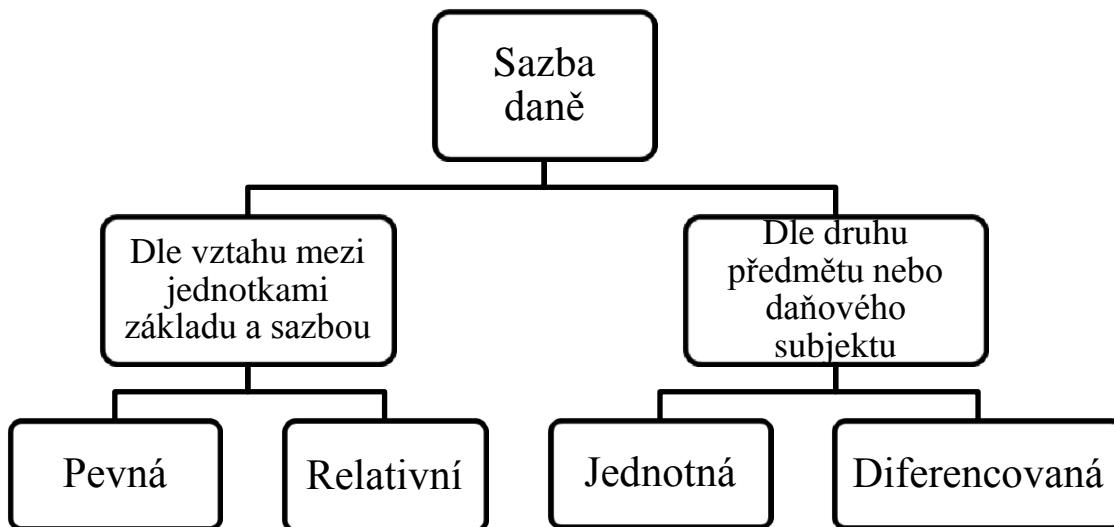 Sazba
daně
Dle vztahu mezi
jednotkami
základu a sazbou
Dle druhu
předmětu nebo
daňového
subjektu
Pevná
Relativní
Jednotná
Diferencovaná